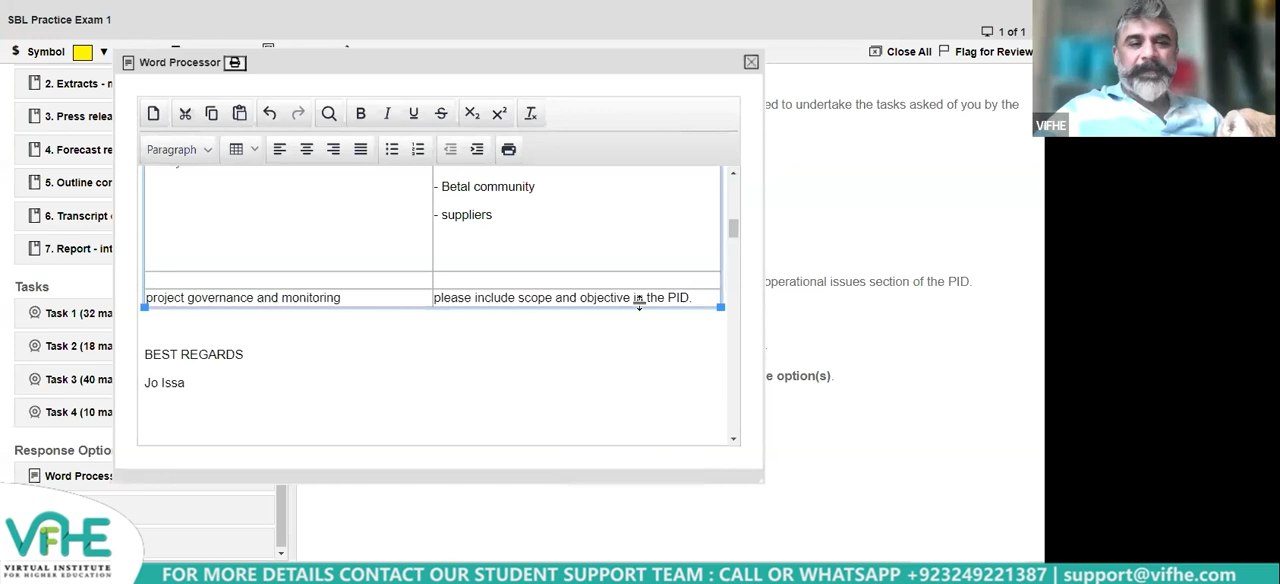 SBL Practice Exam 1
1 of 1
$ Symbol
Close All
Flag for Review
Word Processor
2. Extracts -
3. Press relea
4. Forecast re
5. Outline cor
6. Transcript
7. Report - int
Tasks
Task 1 (32 ma
Task 2 (18 ma
Task 3 (40 ma
Task 4 (10 ma
Response Optio
Word Process
B I U S X₂ X² Tx
Paragraph
- Betal community
- suppliers
project governance and monitoring
please include scope and objective in the PID.
BEST REGARDS
Jo Issa
ed to undertake the tasks asked of you by the
operational issues section of the PID.
e option(s).
VIFHE
VIFHE
VIRTUAL INSTITUTE
FOR HIGHER EDUCATION
FOR MORE DETAILS CONTACT OUR STUDENT SUPPORT TEAM : CALL OR WHATSAPP +923249221387 | support@vifhe.com